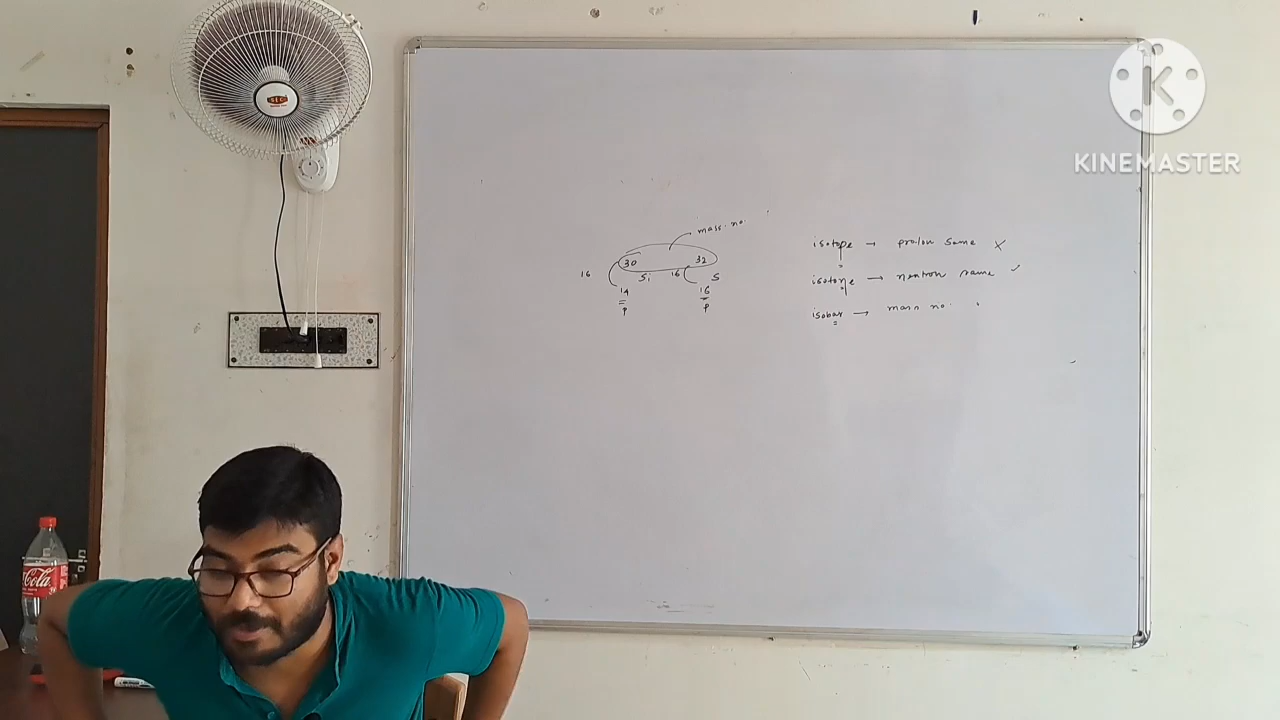 SEC
KINEMASTER
mass. no.
30 32
16 Si 16 S
14 16
P P
isotope → proton same ×
isotone → neutron same ✓
isobar → mass no.
Cola